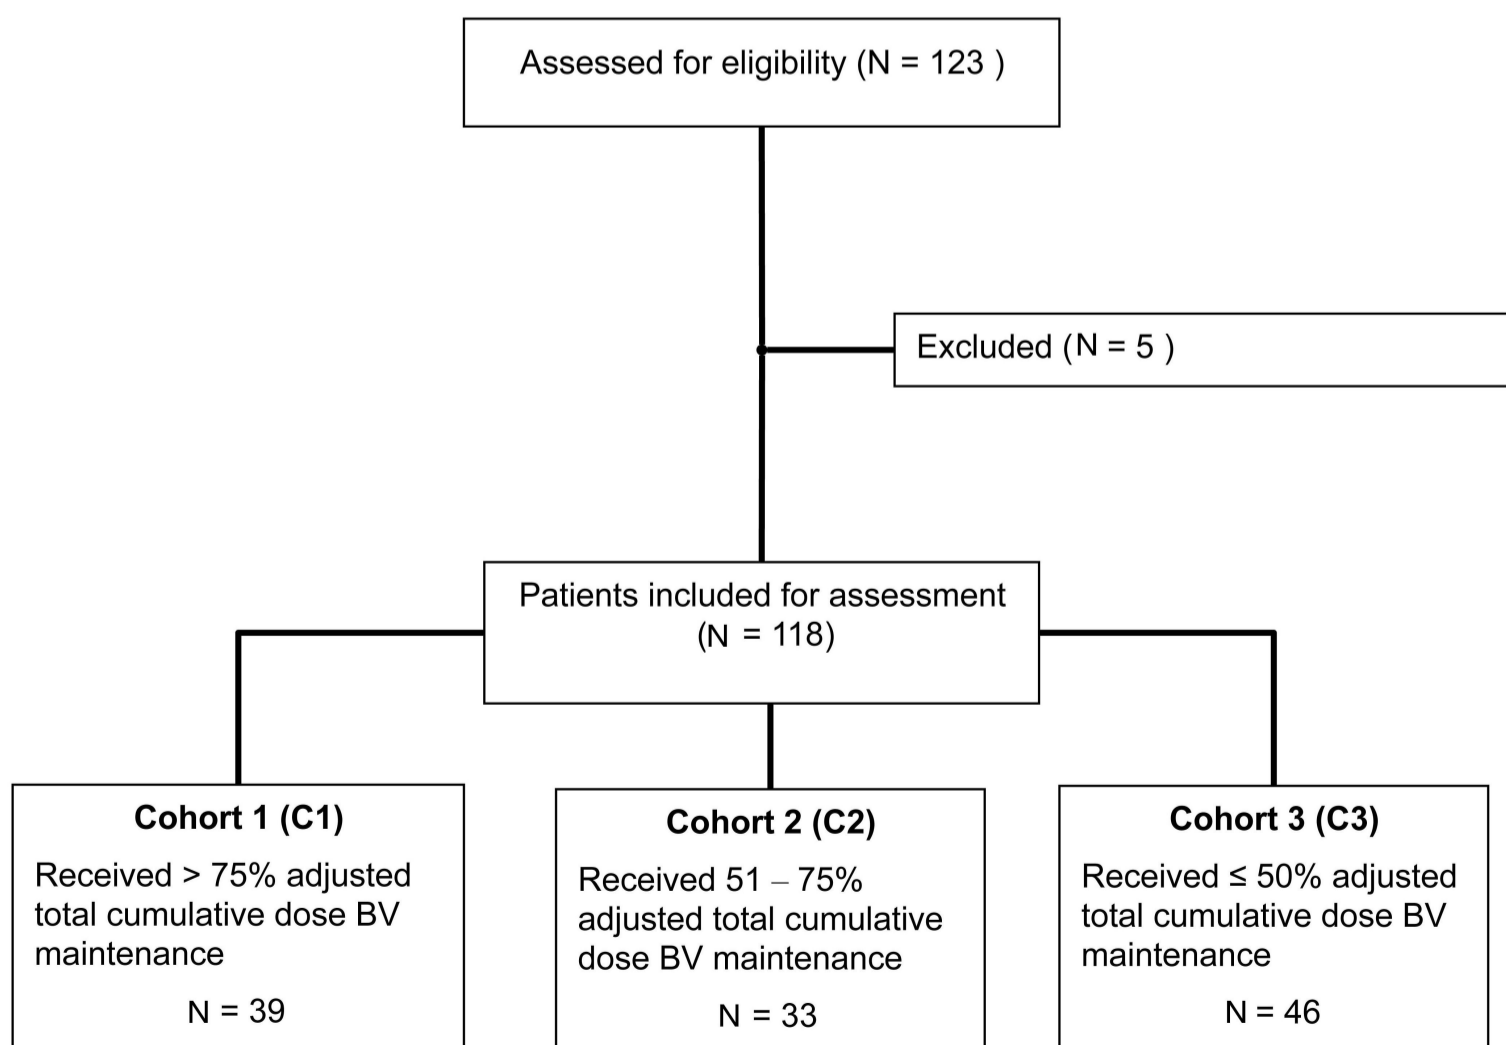 Assessed for eligibility (N = 123 )
Excluded (N = 5 )
Patients included for assessment
(N = 118)
Cohort 1 (C1)
Received > 75% adjusted
total cumulative dose BV
maintenance
N = 39
Cohort 2 (C2)
Received 51 – 75%
adjusted total cumulative
dose BV maintenance
N = 33
Cohort 3 (C3)
Received ≤ 50% adjusted
total cumulative dose BV
maintenance
N = 46